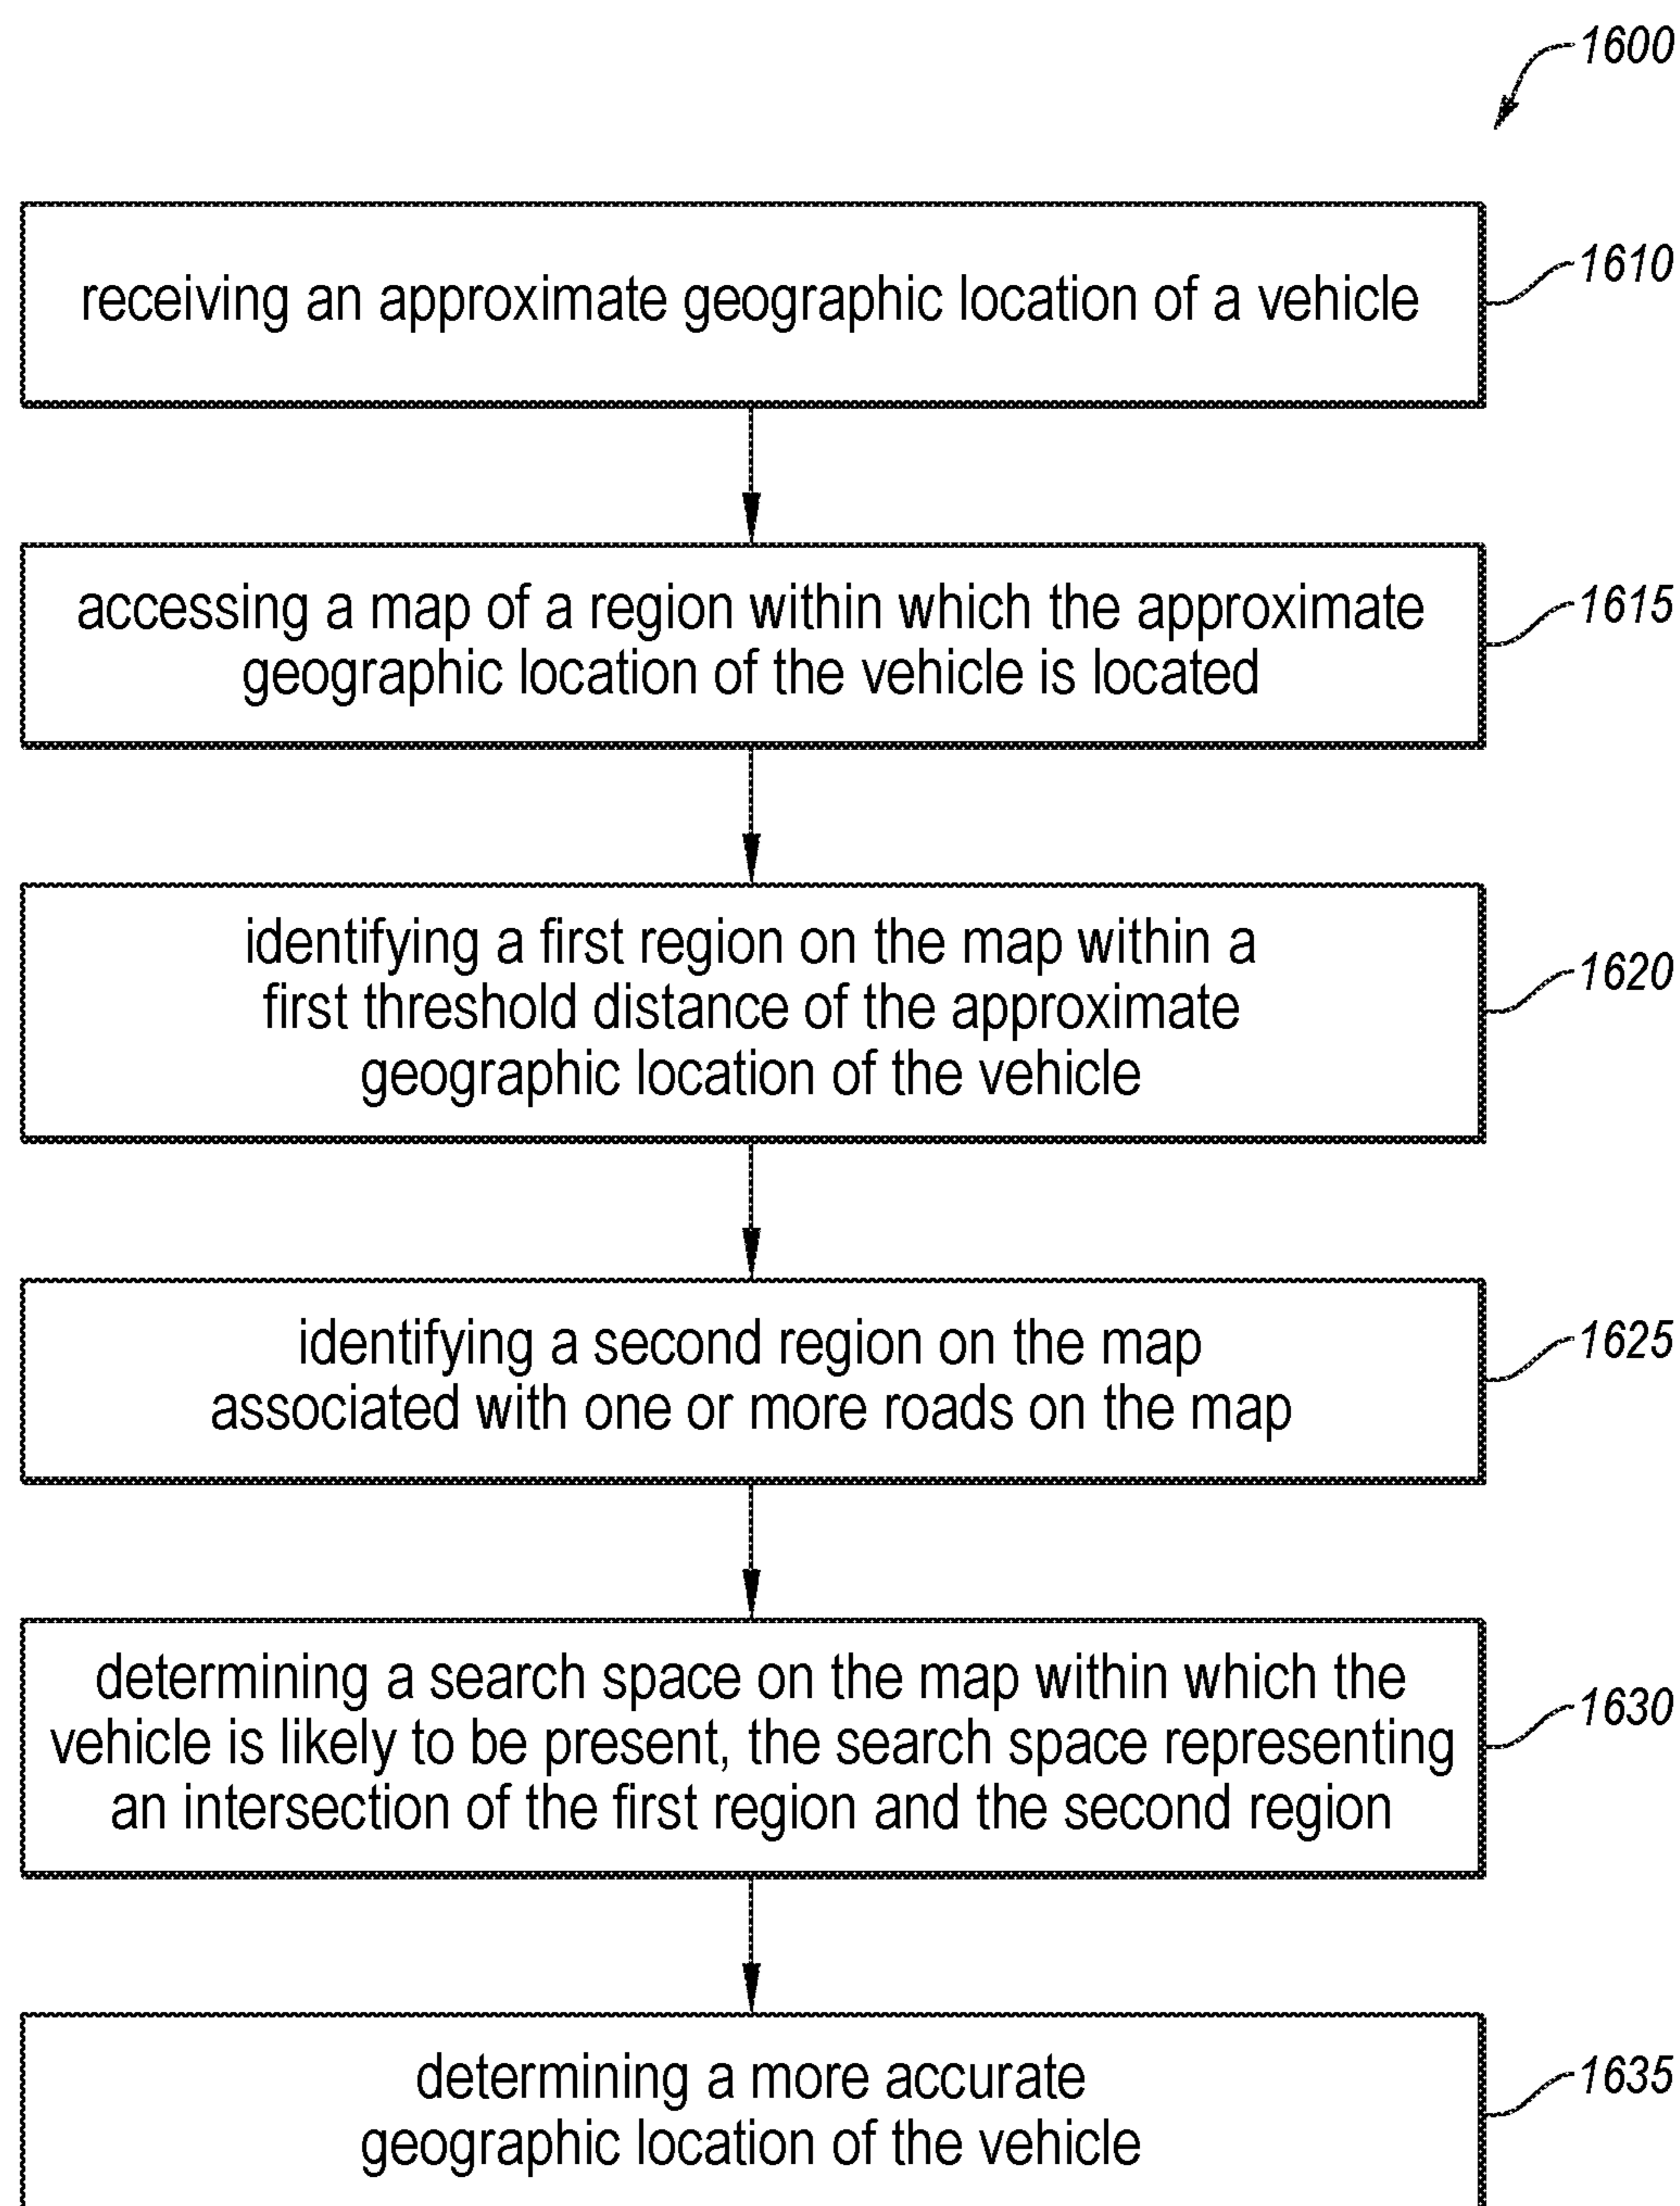 1600
receiving an approximate geographic location of a vehicle
1610
accessing a map of a region within which the approximate
geographic location of the vehicle is located
1615
identifying a first region on the map within a
first threshold distance of the approximate
geographic location of the vehicle
1620
identifying a second region on the map
associated with one or more roads on the map
1625
determining a search space on the map within which the
vehicle is likely to be present, the search space representing
an intersection of the first region and the second region
1630
determining a more accurate
geographic location of the vehicle
1635